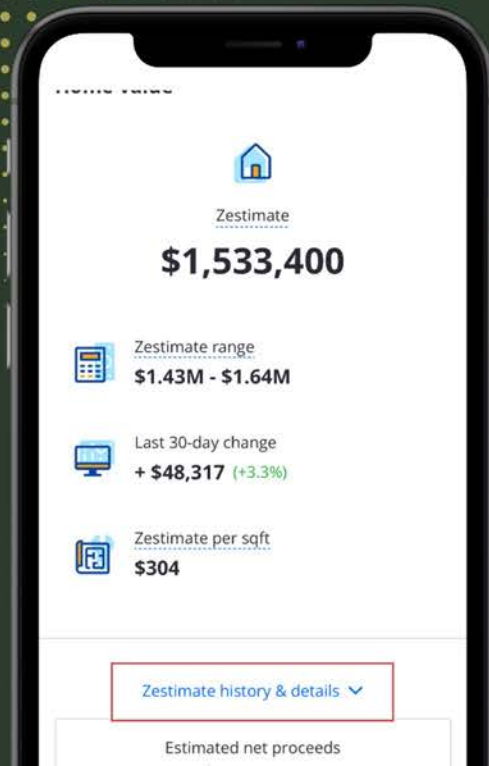 Zestimate
$1,533,400
Zestimate range
$1.43M - $1.64M
Last 30-day change
+ $48,317 (+3.3%)
Zestimate per sqft
$304
Zestimate history & details
Estimated net proceeds